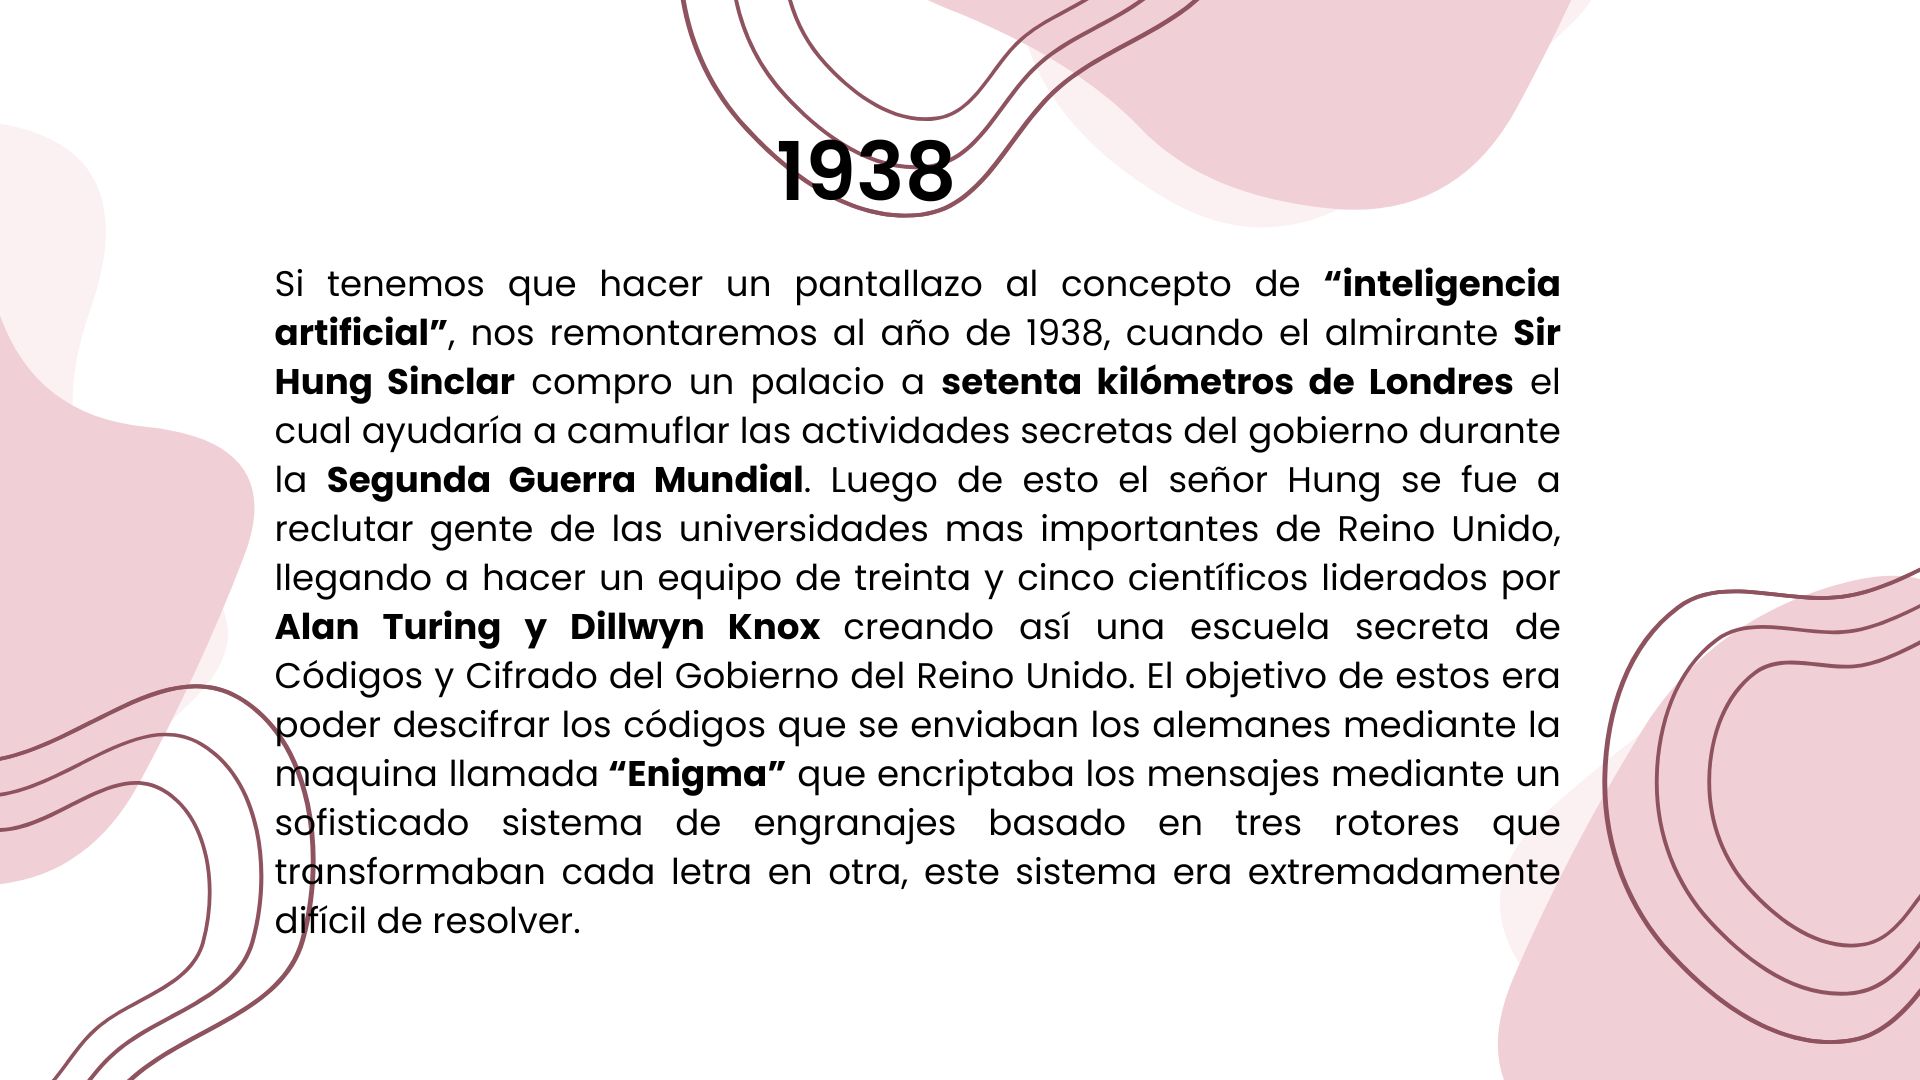 1938
Si tenemos que hacer un pantallazo al concepto de “inteligencia
artificial”, nos remontaremos al año de 1938, cuando el almirante Sir
Hung Sinclar compro un palacio a setenta kilómetros de Londres el
cual ayudaría a camuflar las actividades secretas del gobierno durante
la Segunda Guerra Mundial. Luego de esto el señor Hung se fue a
reclutar gente de las universidades mas importantes de Reino Unido,
llegando a hacer un equipo de treinta y cinco científicos liderados por
Alan Turing y Dillwyn Knox creando así una escuela secreta de
Códigos y Cifrado del Gobierno del Reino Unido. El objetivo de estos era
poder descifrar los códigos que se enviaban los alemanes mediante la
maquina llamada “Enigma” que encriptaba los mensajes mediante un
sofisticado sistema de engranajes basado en tres rotores que
transformaban cada letra en otra, este sistema era extremadamente
difícil de resolver.